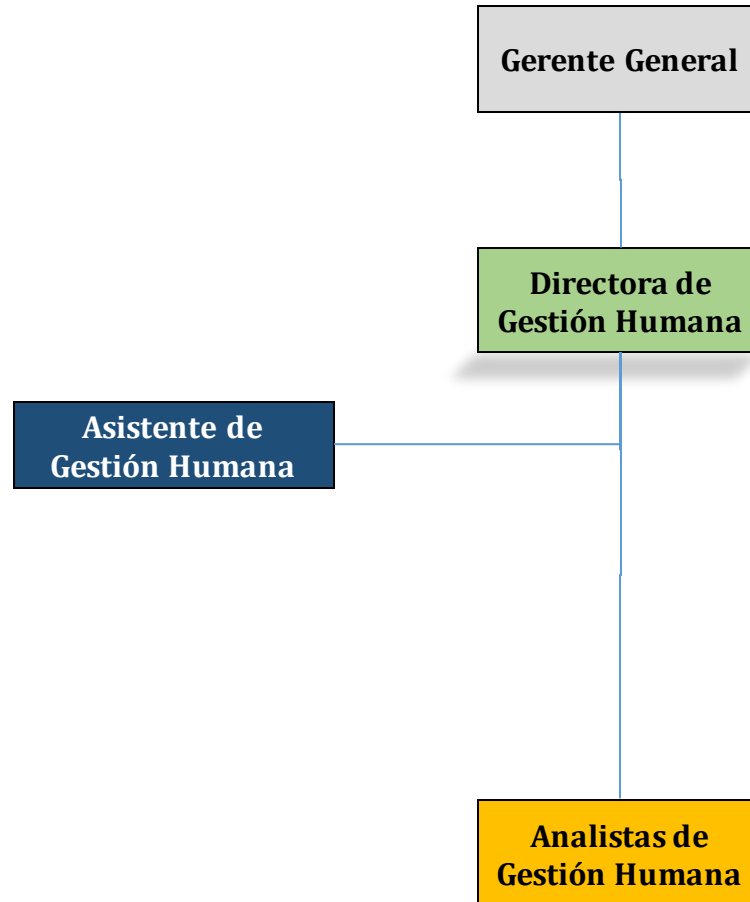 Gerente General
Directora de
Gestión Humana
Asistente de
Gestión Humana
Analistas de
Gestión Humana